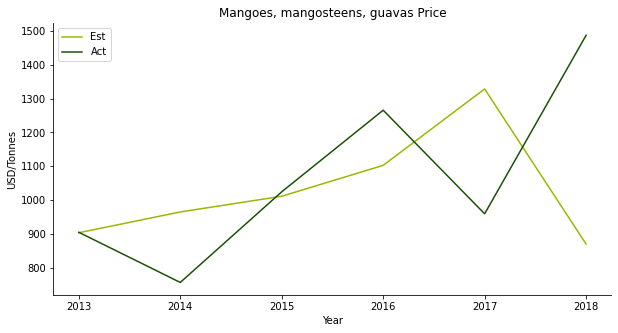 Mangoes, mangosteens, guavas Price
Est
Act
USD/Tonnes
1500
1400
1300
1200
1100
1000
900
800
2013 2014 2015 2016 2017 2018
Year